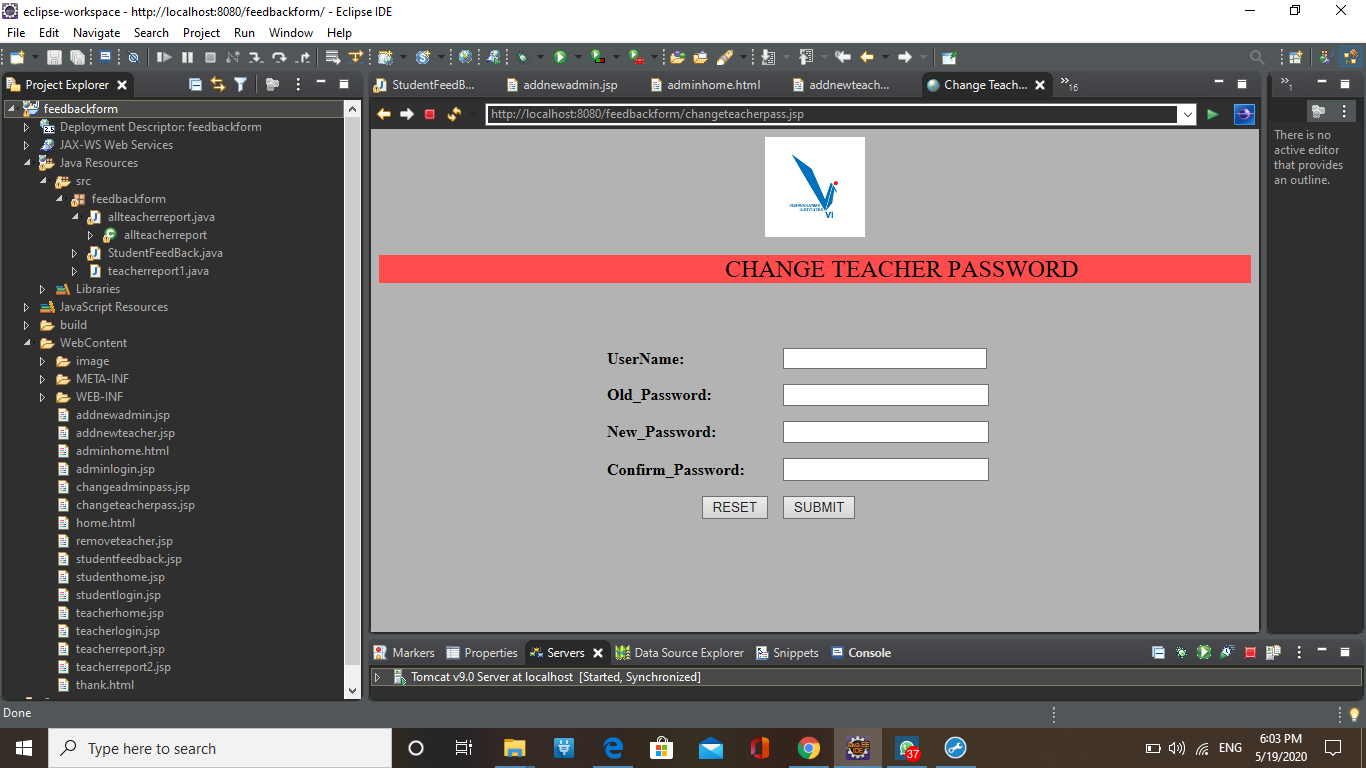 eclipse-workspace - http://localhost:8080/feedbackform/ - Eclipse IDE
File Edit Navigate Search Project Run Window Help
Project Explorer
StudentFeedB...
addnewadmin.jsp
adminhome.html
addnewteach...
Change Teach...
16
1
feedbackform
Deployment Descriptor: feedbackform
JAX-WS Web Services
Java Resources
src
feedbackform
allteacherreport.java
allteacherreport
StudentFeedBack.java
teacherreport1.java
Libraries
JavaScript Resources
build
WebContent
image
META-INF
WEB-INF
addnewadmin.jsp
addnewteacher.jsp
adminhome.html
adminlogin.jsp
changeadminpass.jsp
changeteacherpass.jsp
home.html
removeteacher.jsp
studentfeedback.jsp
studenthome.jsp
studentlogin.jsp
teacherhome.jsp
teacherlogin.jsp
teacherreport.jsp
teacherreport2.jsp
thank.html
http://localhost:8080/feedbackform/changeteacherpass.jsp
VISHWAKARMA
INSTITUTES
VI
CHANGE TEACHER PASSWORD
UserName:
Old_Password:
New_Password:
Confirm_Password:
RESET SUBMIT
There is no
active editor
that provides
an outline.
Markers Properties Servers Data Source Explorer Snippets Console
Tomcat v9.0 Server at localhost [Started, Synchronized]
Done
Type here to search
37
ENG
6:03 PM
5/19/2020